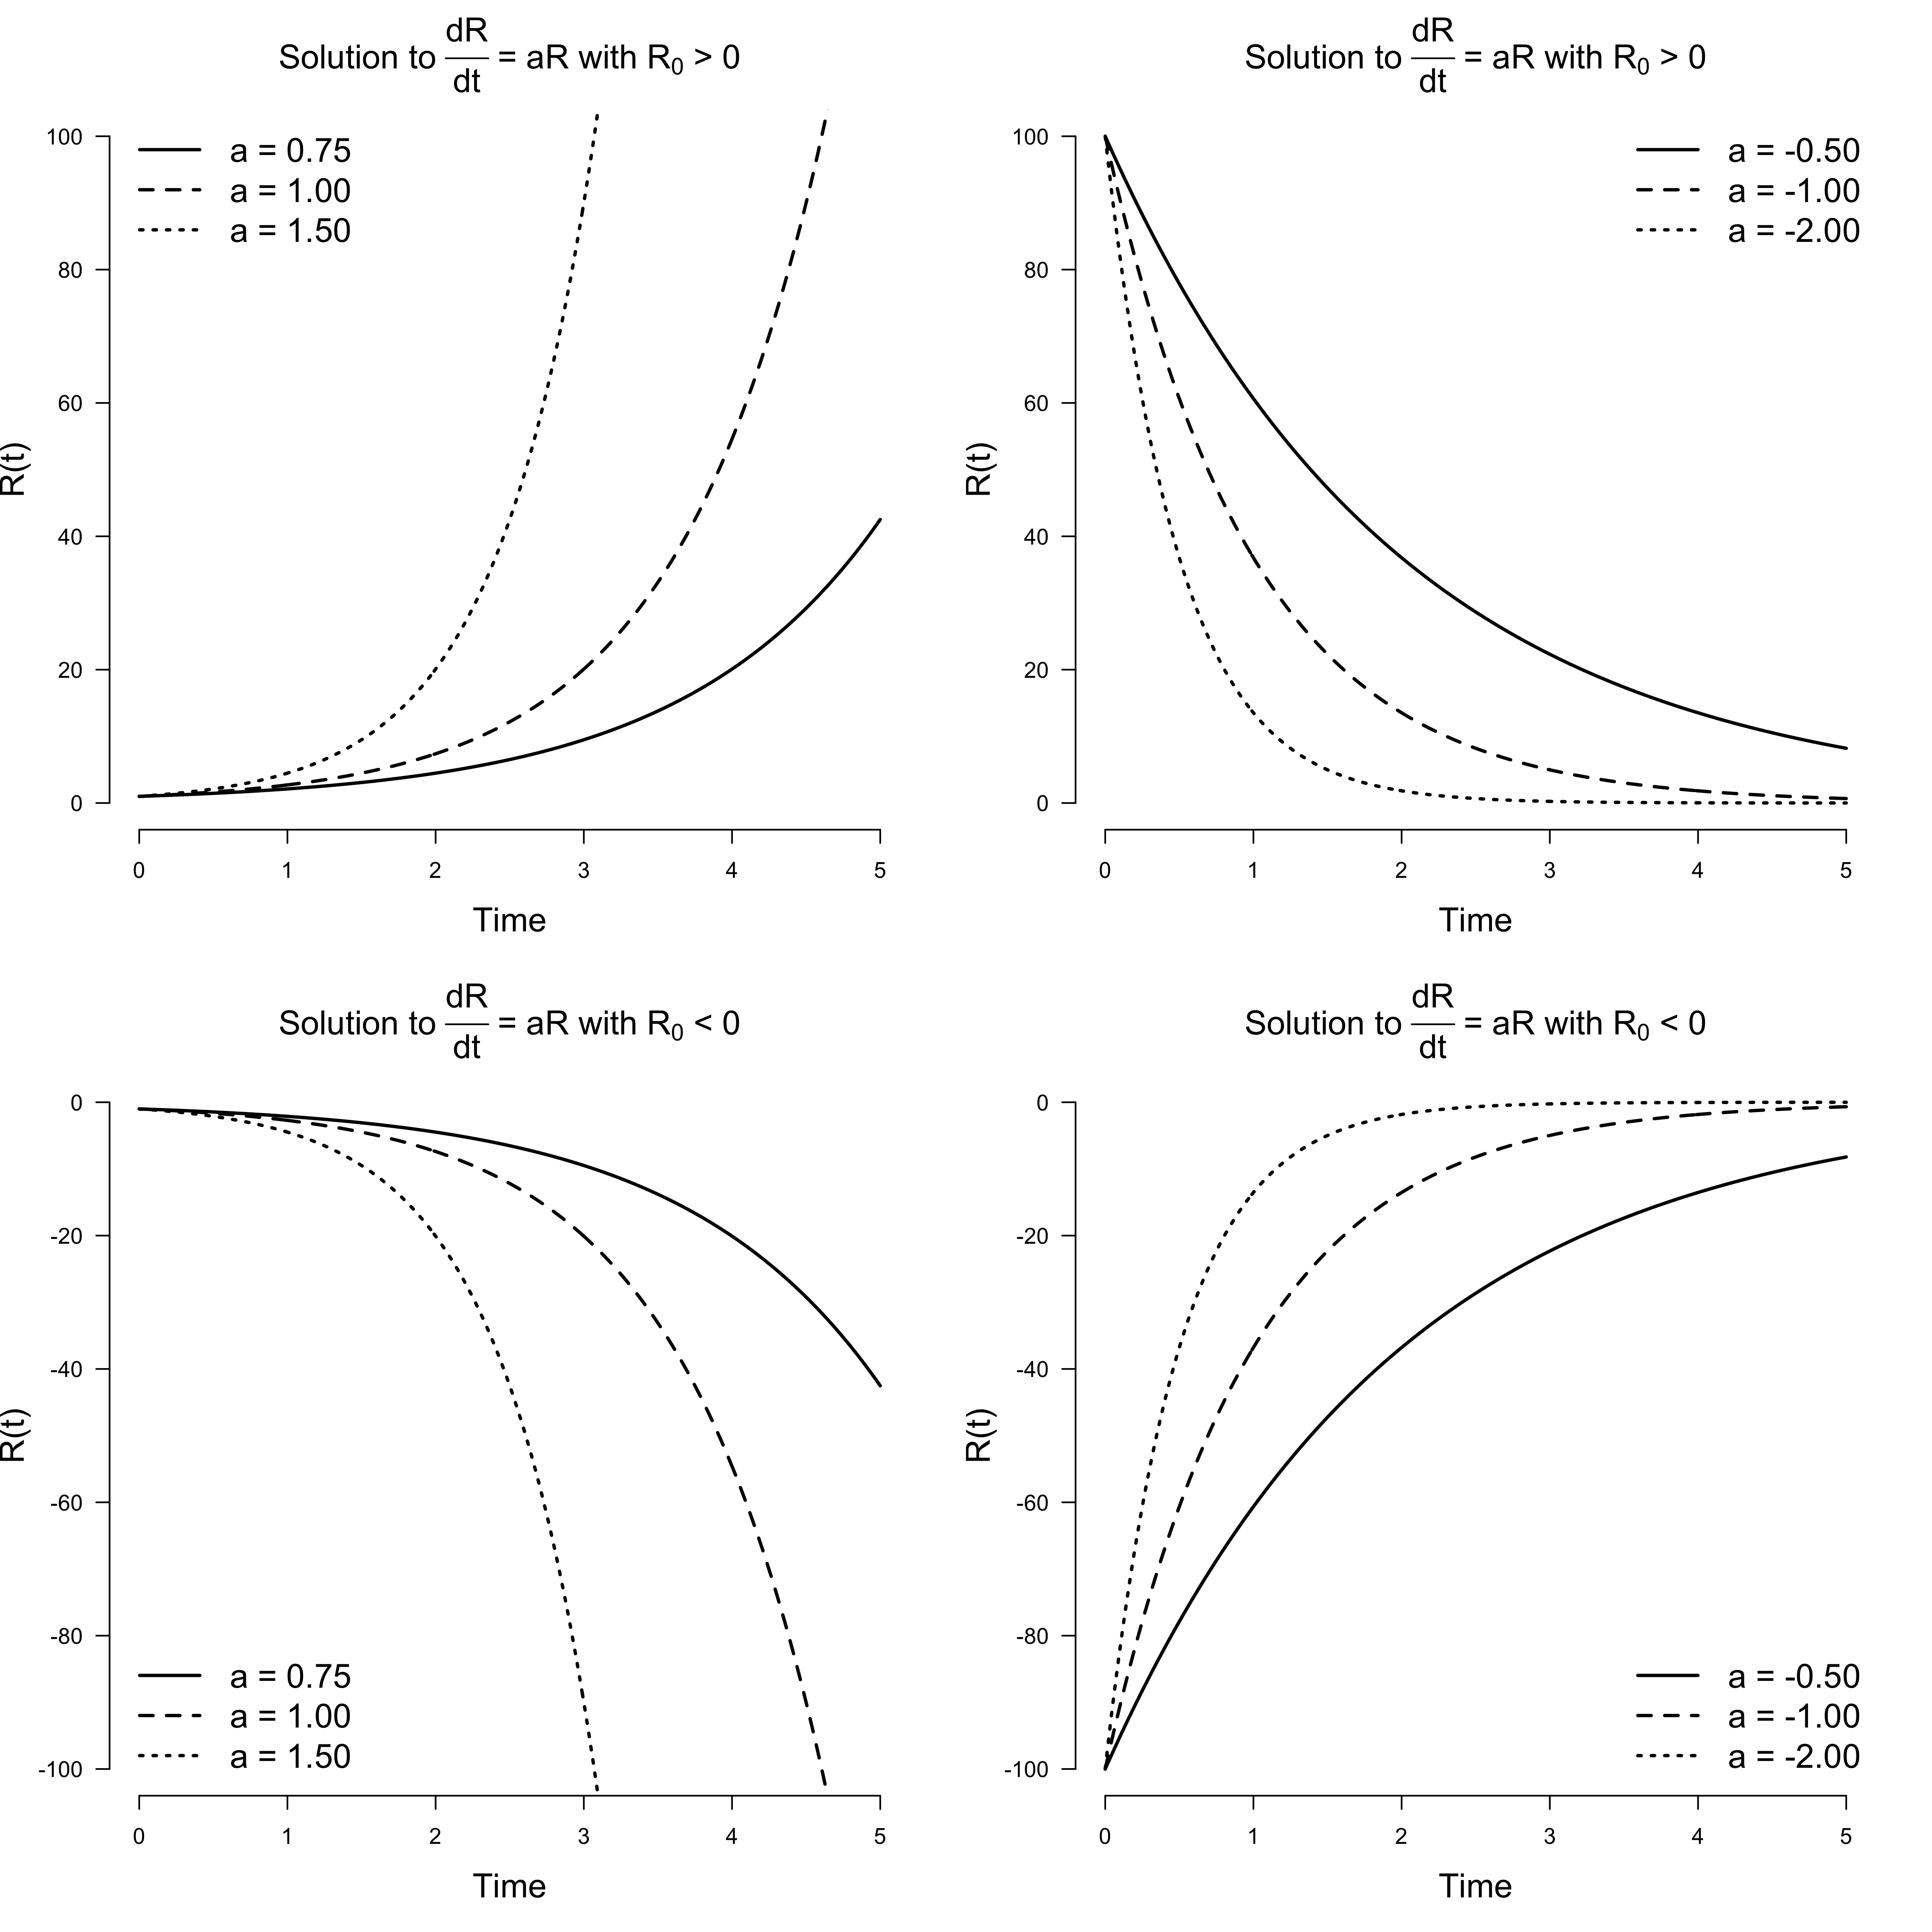 Solution to dR/dt = aR with R₀ > 0
100
80
60
40
20
0
R(t)
a = 0.75
a = 1.00
a = 1.50
0 1 2 3 4 5
Time
Solution to dR/dt = aR with R₀ > 0
100
80
60
40
20
0
R(t)
a = -0.50
a = -1.00
a = -2.00
0 1 2 3 4 5
Time
Solution to dR/dt = aR with R₀ < 0
0
-20
-40
-60
-80
-100
R(t)
a = 0.75
a = 1.00
a = 1.50
0 1 2 3 4 5
Time
Solution to dR/dt = aR with R₀ < 0
0
-20
-40
-60
-80
-100
R(t)
a = -0.50
a = -1.00
a = -2.00
0 1 2 3 4 5
Time